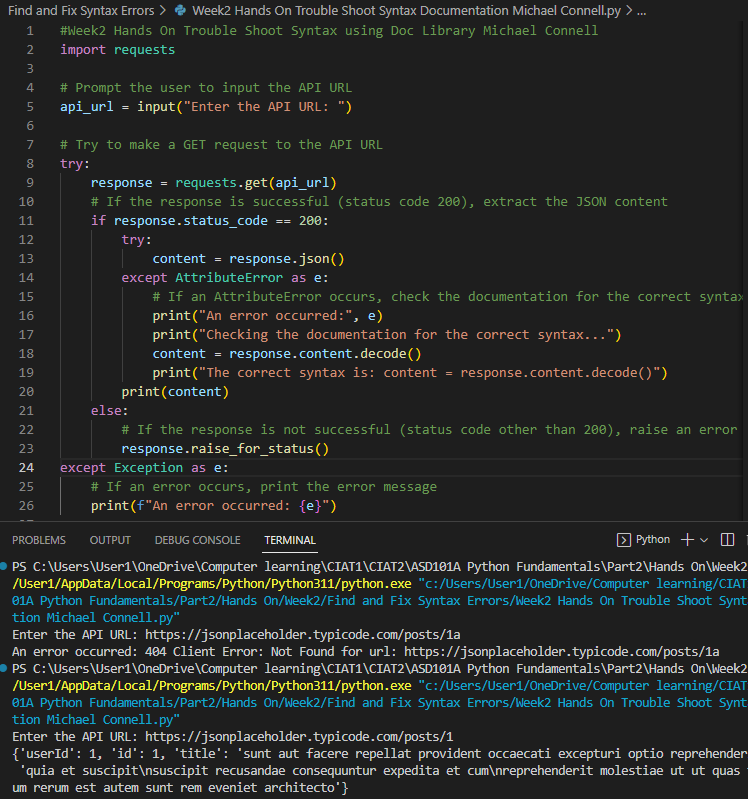 Find and Fix Syntax Errors > Week2 Hands On Trouble Shoot Syntax Documentation Michael Connell.py > ...
1 #Week2 Hands On Trouble Shoot Syntax using Doc Library Michael Connell
2 import requests
3
4 # Prompt the user to input the API URL
5 api_url = input("Enter the API URL: ")
6
7 # Try to make a GET request to the API URL
8 try:
9     response = requests.get(api_url)
10     # If the response is successful (status code 200), extract the JSON content
11     if response.status_code == 200:
12         try:
13             content = response.json()
14         except AttributeError as e:
15             # If an AttributeError occurs, check the documentation for the correct syntax
16             print("An error occurred:", e)
17             print("Checking the documentation for the correct syntax...")
18             content = response.content.decode()
19             print("The correct syntax is: content = response.content.decode()")
20         print(content)
21     else:
22         # If the response is not successful (status code other than 200), raise an error
23         response.raise_for_status()
24 except Exception as e:
25     # If an error occurs, print the error message
26     print(f"An error occurred: {e}")
PROBLEMS OUTPUT DEBUG CONSOLE TERMINAL Python
PS C:\Users\User1\OneDrive\Computer learning\CIAT1\CIAT2\ASD101A Python Fundamentals\Part2\Hands On\Week2
/User1/AppData/Local/Programs/Python/Python311/python.exe "c:/Users/User1/OneDrive/Computer learning/CIAT
01A Python Fundamentals/Part2/Hands On/Week2/Find and Fix Syntax Errors/Week2 Hands On Trouble Shoot Synt
tion Michael Connell.py"
Enter the API URL: https://jsonplaceholder.typicode.com/posts/1a
An error occurred: 404 Client Error: Not Found for url: https://jsonplaceholder.typicode.com/posts/1a
PS C:\Users\User1\OneDrive\Computer learning\CIAT1\CIAT2\ASD101A Python Fundamentals\Part2\Hands On\Week2
/User1/AppData/Local/Programs/Python/Python311/python.exe "c:/Users/User1/OneDrive/Computer learning/CIAT
01A Python Fundamentals/Part2/Hands On/Week2/Find and Fix Syntax Errors/Week2 Hands On Trouble Shoot Synt
tion Michael Connell.py"
Enter the API URL: https://jsonplaceholder.typicode.com/posts/1
{'userId': 1, 'id': 1, 'title': 'sunt aut facere repellat provident occaecati excepturi optio reprehender
'quia et suscipit\nsuscipit recusandae consequuntur expedita et cum\nreprehenderit molestiae ut ut quas
um rerum est autem sunt rem eveniet architecto'}